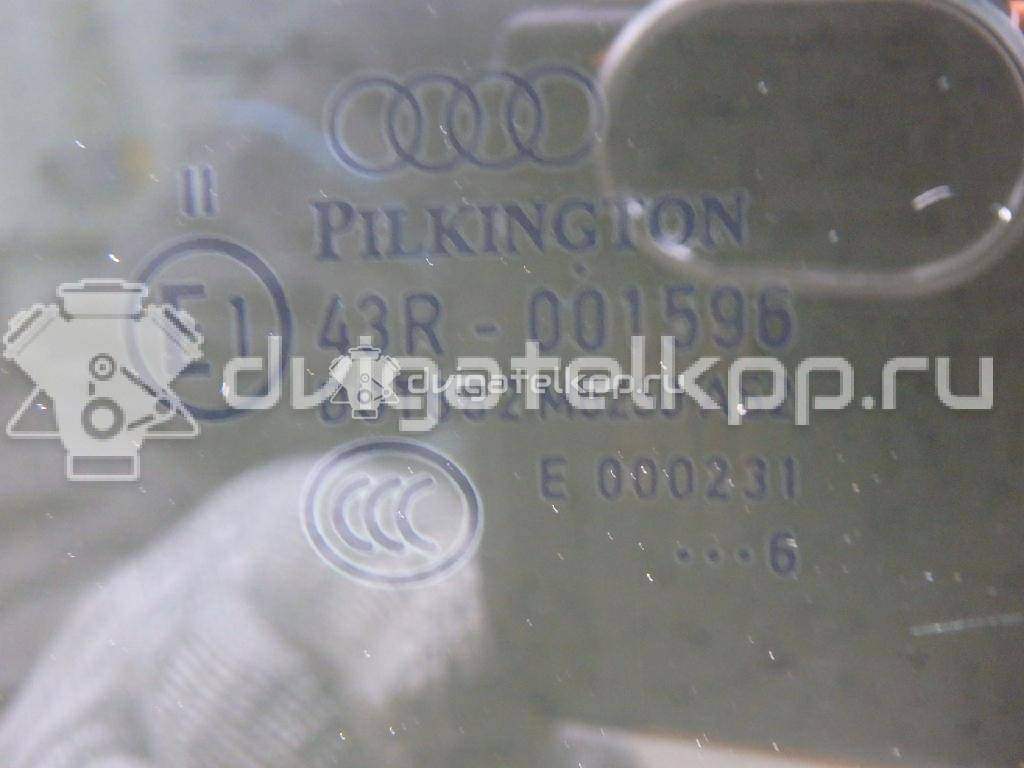 II
PILKINGTON
E1
43R - 001596
dvigatelkpp.ru
E 000231
...6